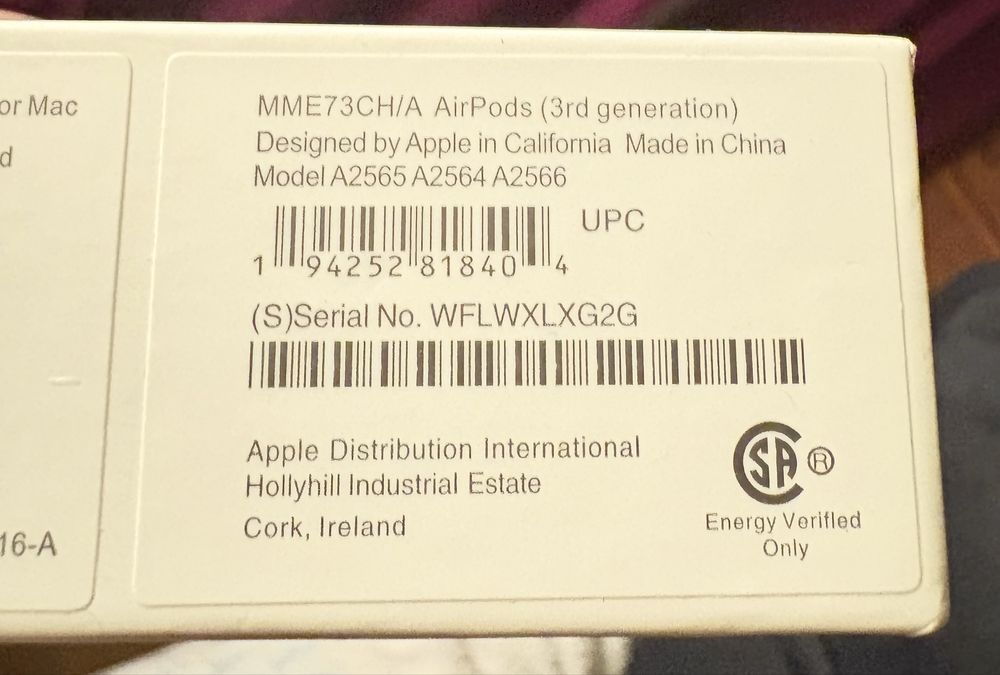 or Mac
d
16-A
MME73CH/A AirPods (3rd generation)
Designed by Apple in California Made in China
Model A2565 A2564 A2566
UPC
1 94252 81840 4
(S)Serial No. WFLWXLXG2G
Apple Distribution International
Hollyhill Industrial Estate
Cork, Ireland
SA ®
Energy Verified
Only